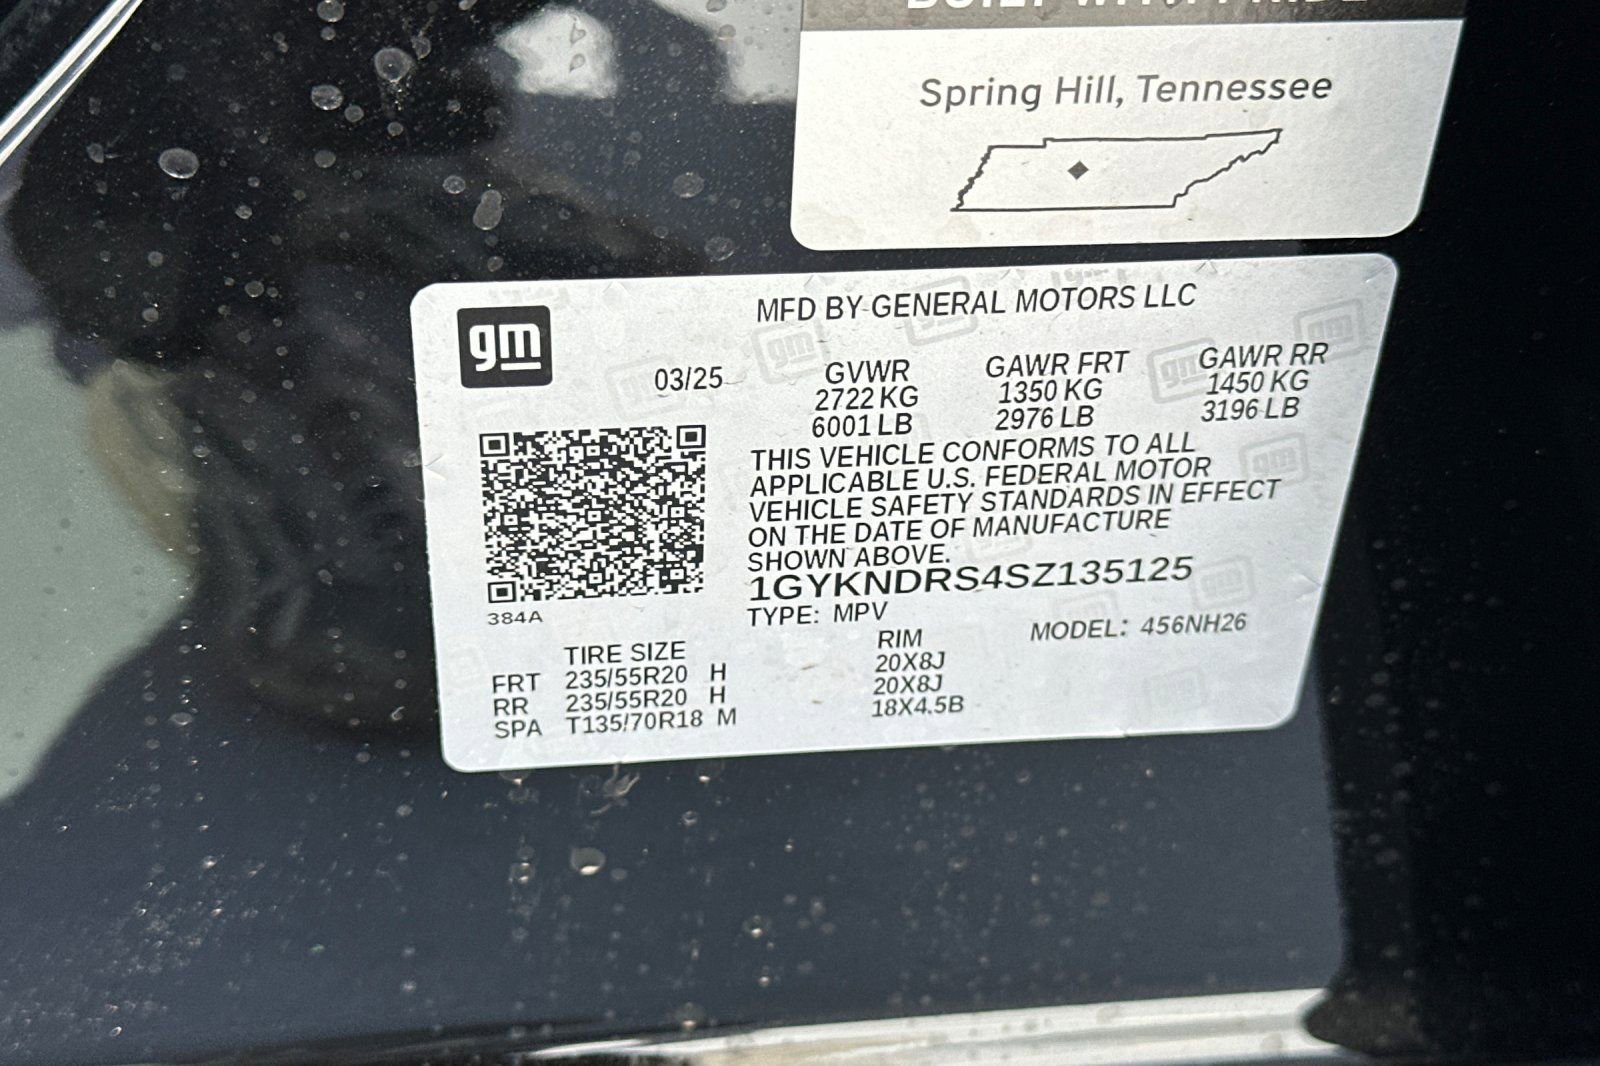 BUILT WITH PRIDE
Spring Hill, Tennessee
gm
MFD BY GENERAL MOTORS LLC
03/25 GVWR GAWR FRT GAWR RR
2722 KG 1350 KG 1450 KG
6001 LB 2976 LB 3196 LB
THIS VEHICLE CONFORMS TO ALL
APPLICABLE U.S. FEDERAL MOTOR
VEHICLE SAFETY STANDARDS IN EFFECT
ON THE DATE OF MANUFACTURE
SHOWN ABOVE.
1GYKNDRS4SZ135125
384A
TYPE: MPV
MODEL: 456NH26
TIRE SIZE RIM
FRT 235/55R20 H 20X8J
RR 235/55R20 H 20X8J
SPA T135/70R18 M 18X4.5B